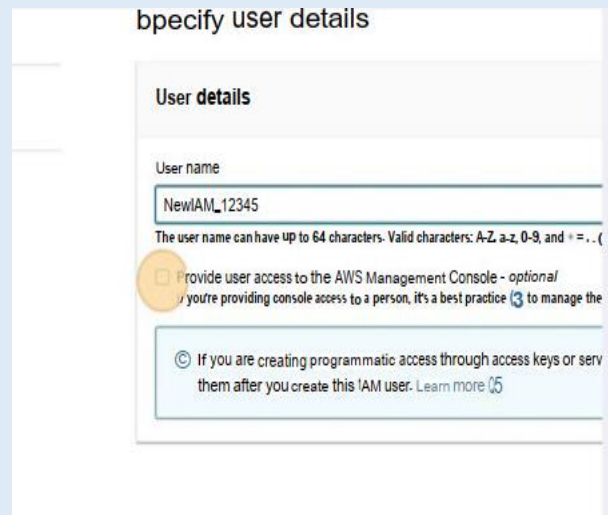 bpecify user details
User details
User name
NewIAM_12345
The user name can have up to 64 characters. Valid characters: A-Z, a-z, 0-9, and + = . . (
Provide user access to the AWS Management Console - optional
you're providing console access to a person, it's a best practice (3 to manage the
© If you are creating programmatic access through access keys or serv
them after you create this IAM user. Learn more